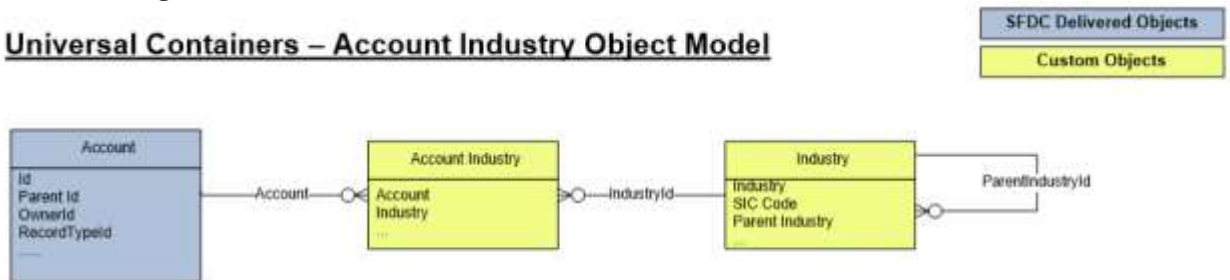 SFDC Delivered Objects
Universal Containers – Account Industry Object Model
Custom Objects
Account
Id
Parent Id
OwnerId
RecordTypeId
......
Account
Account Industry
Account
Industry
...
IndustryId
Industry
Industry
SIC Code
Parent Industry
...
ParentIndustryId